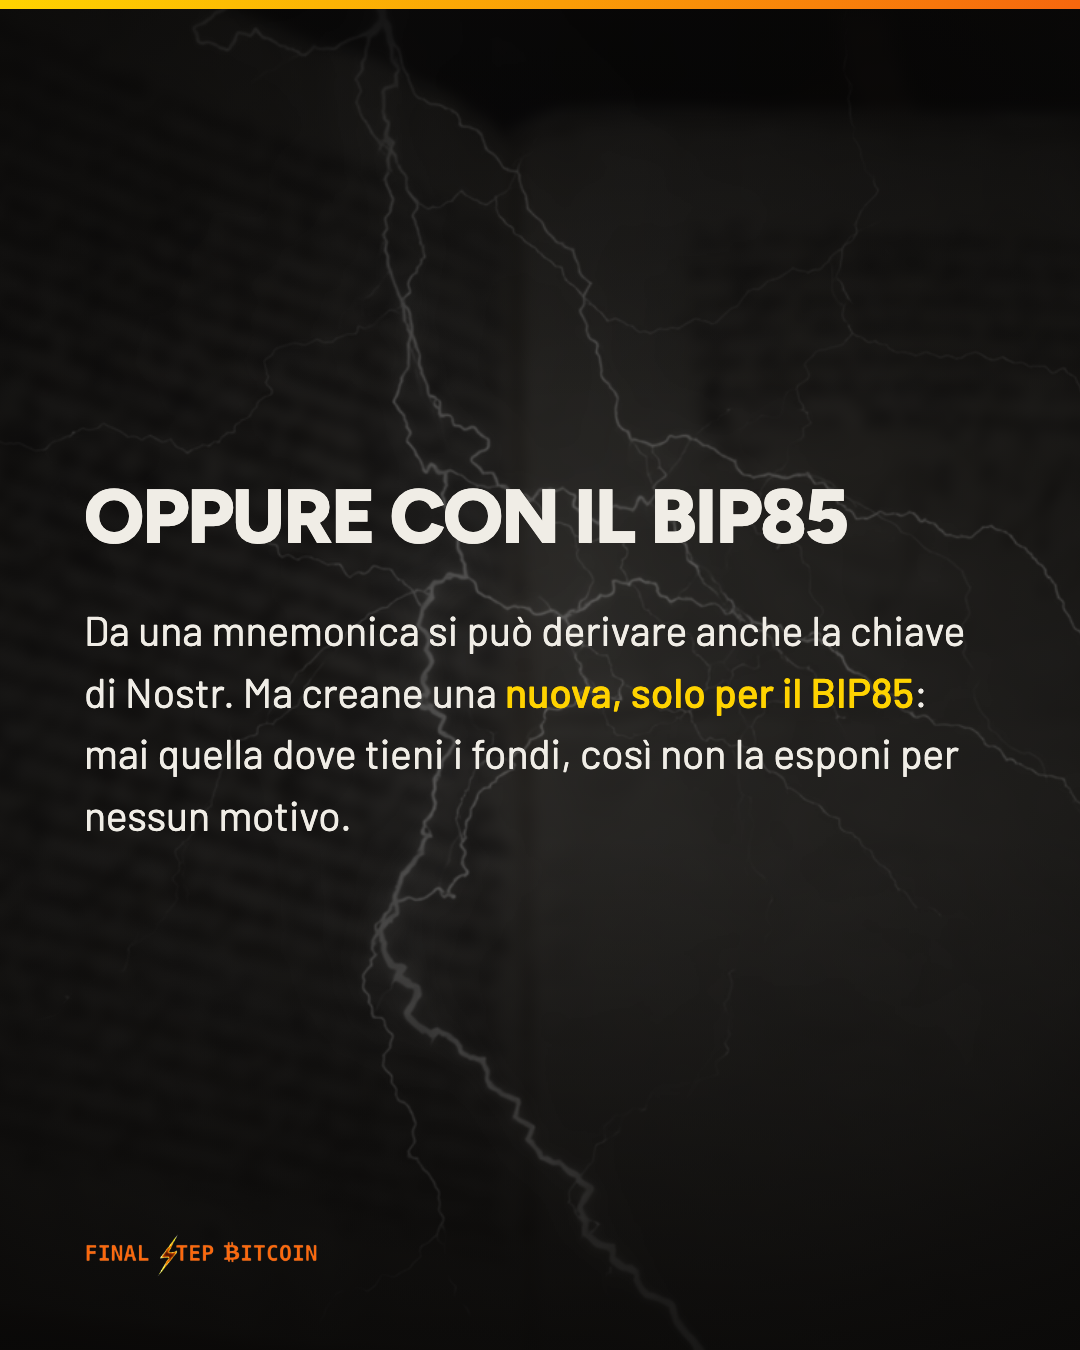 OPPURE CON IL BIP85
Da una mnemonica si può derivare anche la chiave
di Nostr. Ma creane una nuova, solo per il BIP85:
mai quella dove tieni i fondi, così non la esponi per
nessun motivo.
FINAL STEP BITCOIN